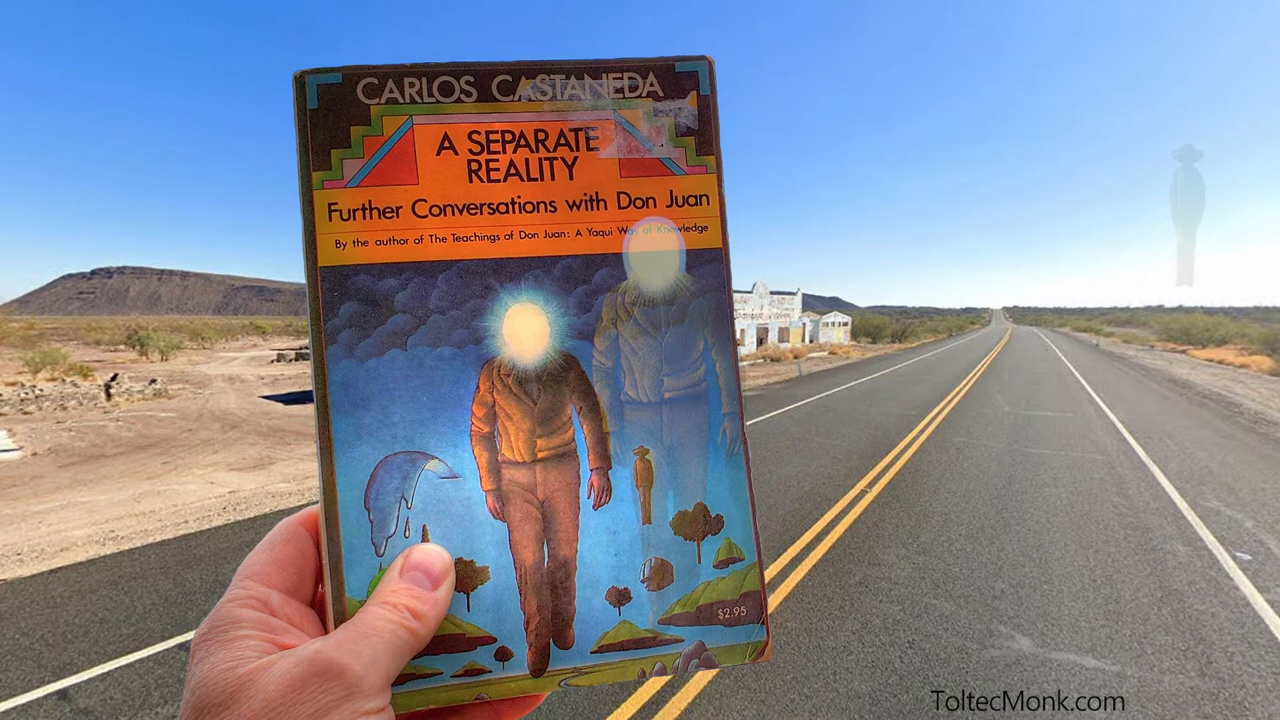 CARLOS CASTANEDA
A SEPARATE
REALITY
Further Conversations with Don Juan
By the author of The Teachings of Don Juan: A Yaqui Way of Knowledge
$2.95
ToltecMonk.com